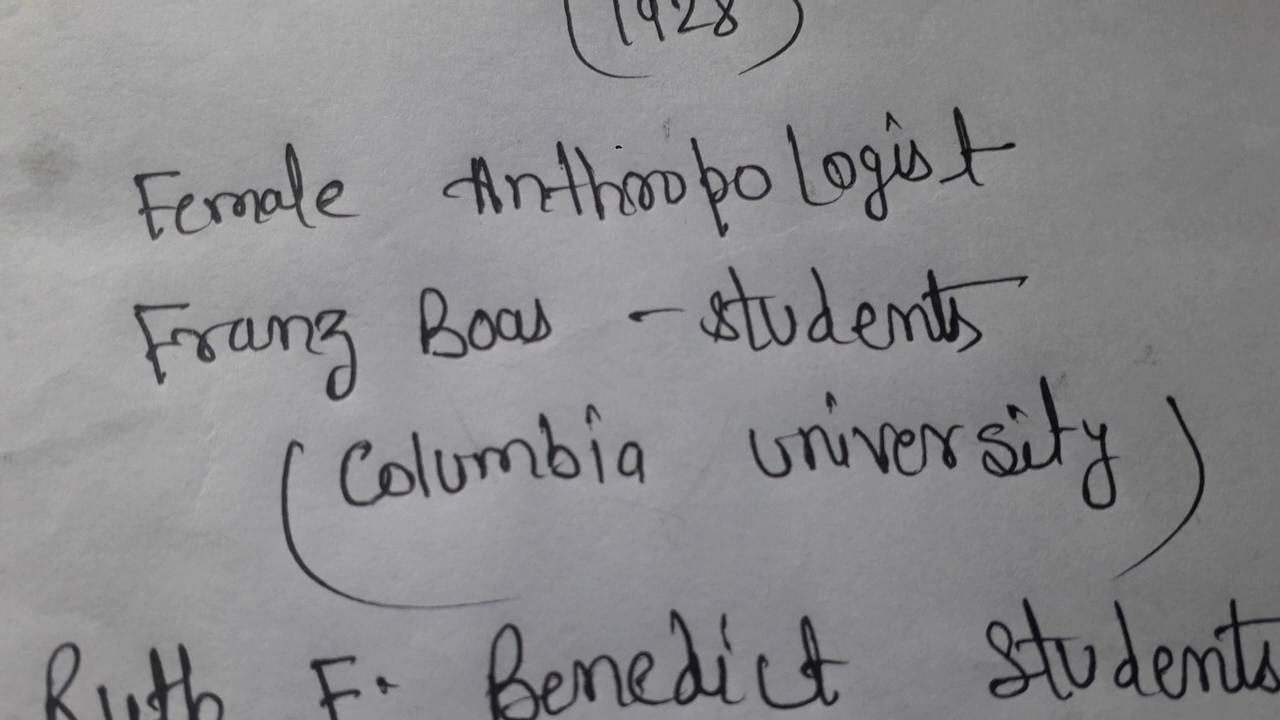 (1928)
Female Anthropologist
Franz Boas - students
(Columbia university)
Ruth F. Benedict students